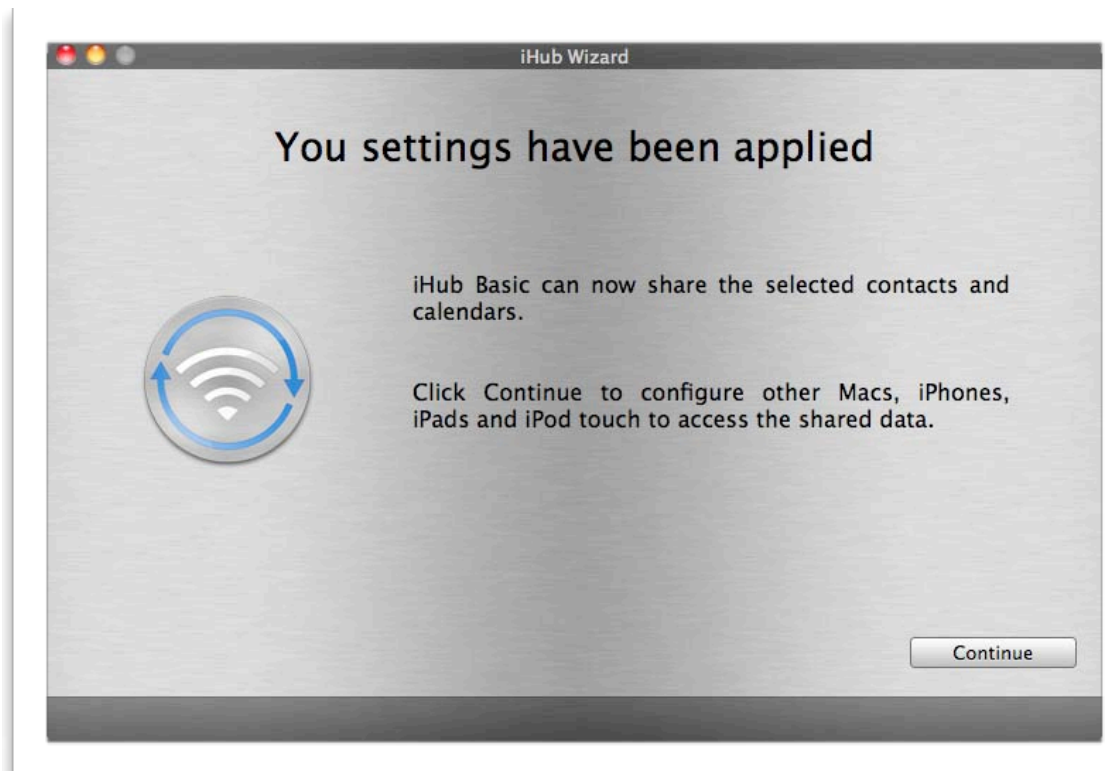 iHub Wizard
You settings have been applied
iHub Basic can now share the selected contacts and
calendars.
Click Continue to configure other Macs, iPhones,
iPads and iPod touch to access the shared data.
Continue